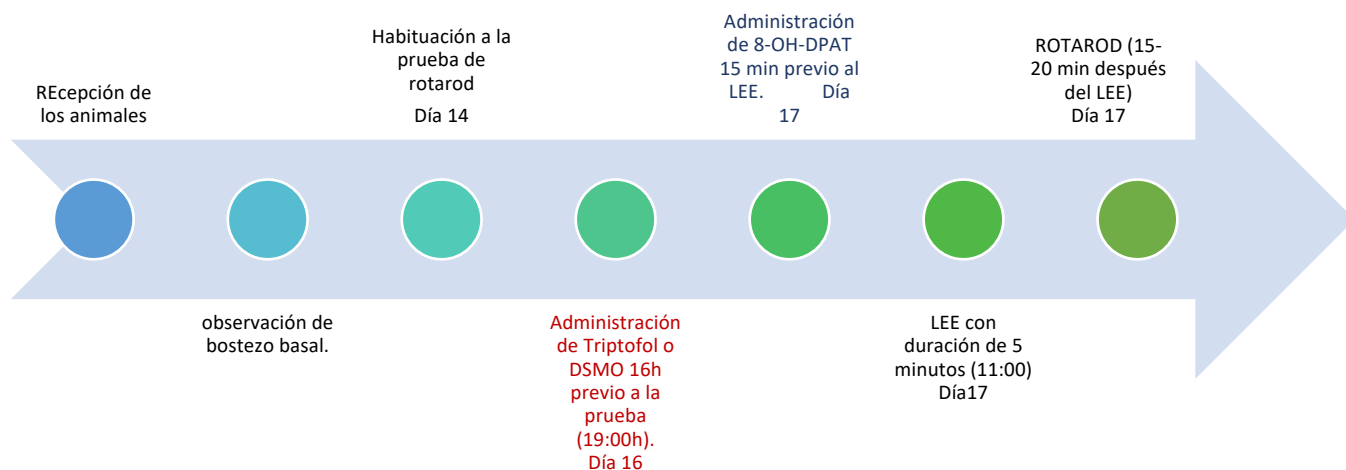 REcepción de
los animales
observación de
bostezo basal.
Habituación a la
prueba de
rotarod
Día 14
Administración
de Triptofol o
DSMO 16h
previo a la
prueba
(19:00h).
Día 16
Administración
de 8-OH-DPAT
15 min previo al
LEE. Día
17
LEE con
duración de 5
minutos (11:00)
Día17
ROTAROD (15-
20 min después
del LEE)
Día 17